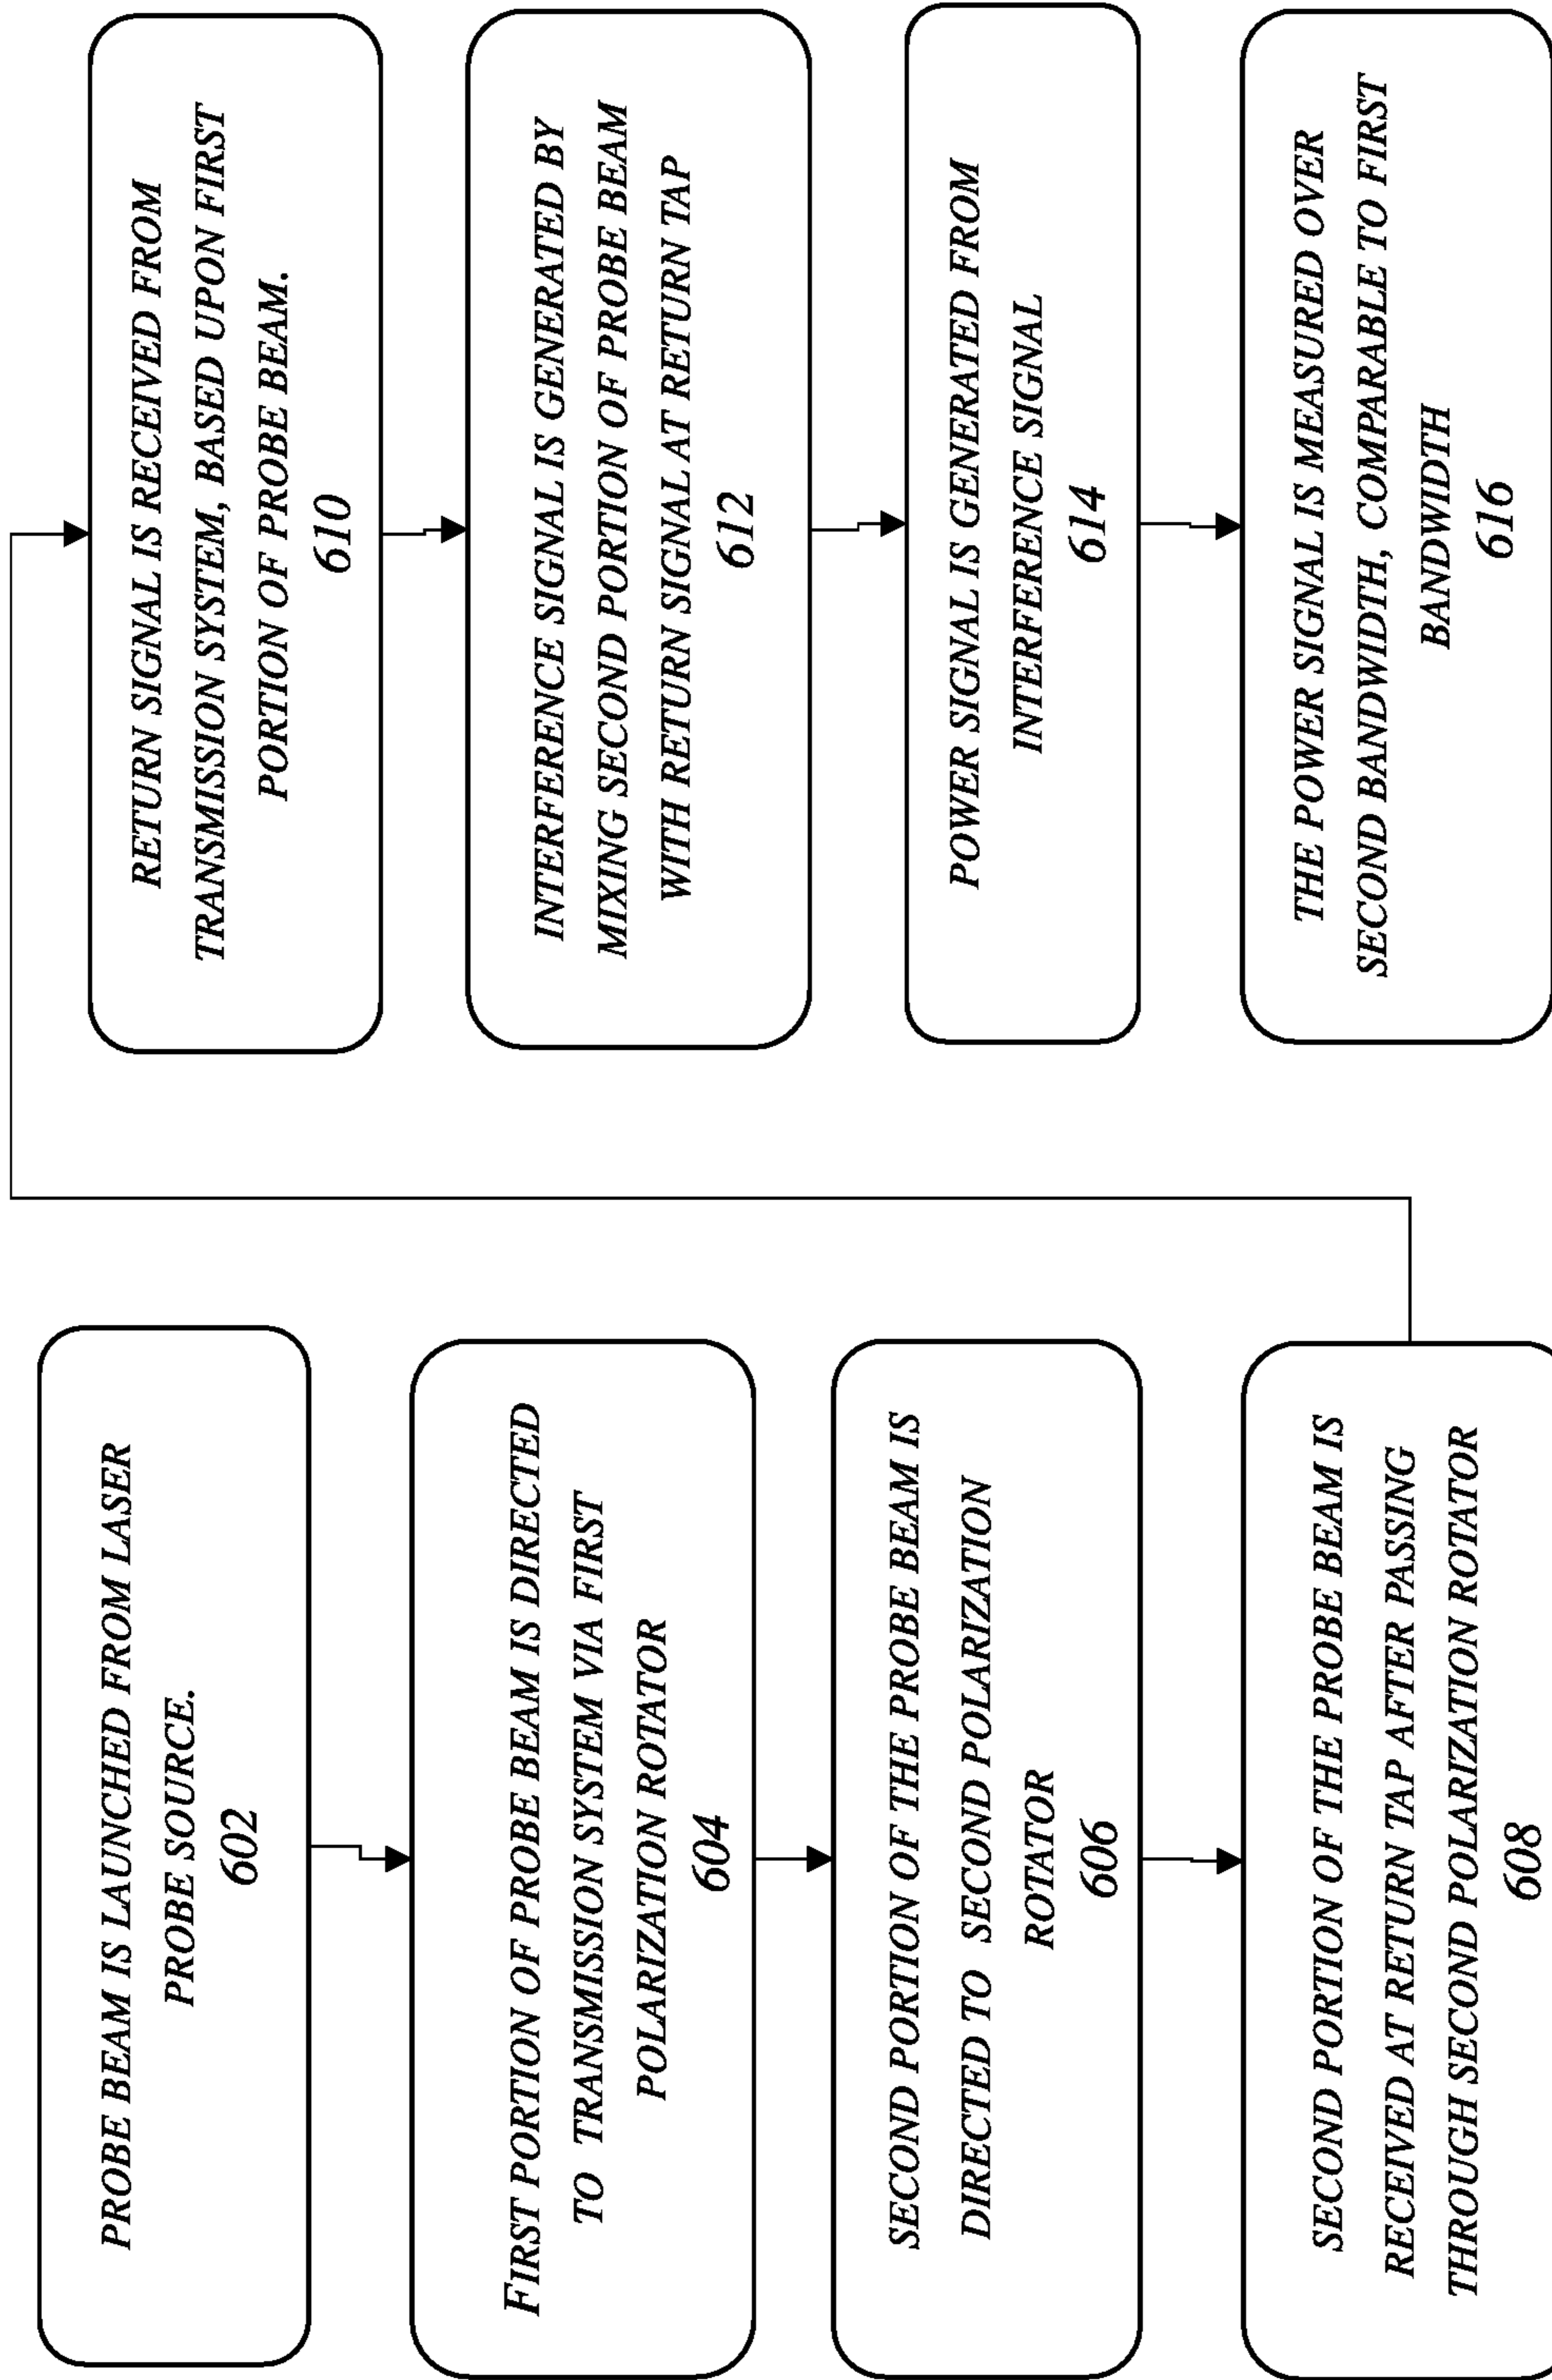 PROBE BEAM IS LAUNCHED FROM LASER
PROBE SOURCE.
602
FIRST PORTION OF PROBE BEAM IS DIRECTED
TO TRANSMISSION SYSTEM VIA FIRST
POLARIZATION ROTATOR
604
SECOND PORTION OF THE PROBE BEAM IS
DIRECTED TO SECOND POLARIZATION
ROTATOR
606
SECOND PORTION OF THE PROBE BEAM IS
RECEIVED AT RETURN TAP AFTER PASSING
THROUGH SECOND POLARIZATION ROTATOR
608
RETURN SIGNAL IS RECEIVED FROM
TRANSMISSION SYSTEM, BASED UPON FIRST
PORTION OF PROBE BEAM.
610
INTERFERENCE SIGNAL IS GENERATED BY
MIXING SECOND PORTION OF PROBE BEAM
WITH RETURN SIGNAL AT RETURN TAP
612
POWER SIGNAL IS GENERATED FROM
INTERFERENCE SIGNAL
614
THE POWER SIGNAL IS MEASURED OVER
SECOND BANDWIDTH, COMPARABLE TO FIRST
BANDWIDTH
616